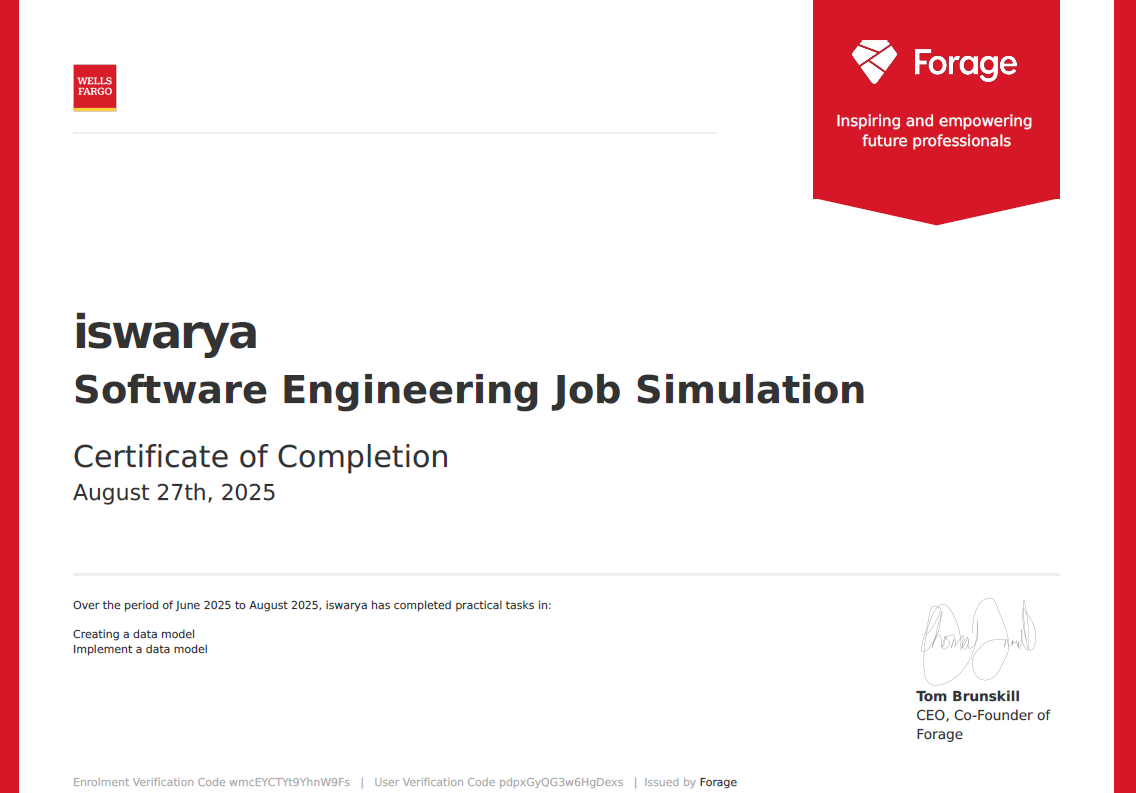 WELLS
FARGO
Forage
Inspiring and empowering
future professionals
iswarya
Software Engineering Job Simulation
Certificate of Completion
August 27th, 2025
Over the period of June 2025 to August 2025, iswarya has completed practical tasks in:
Creating a data model
Implement a data model
Tom Brunskill
CEO, Co-Founder of
Forage
Enrolment Verification Code wmcEYCTYt9YhnW9Fs | User Verification Code pdpxGyQG3w6HgDexs | Issued by Forage